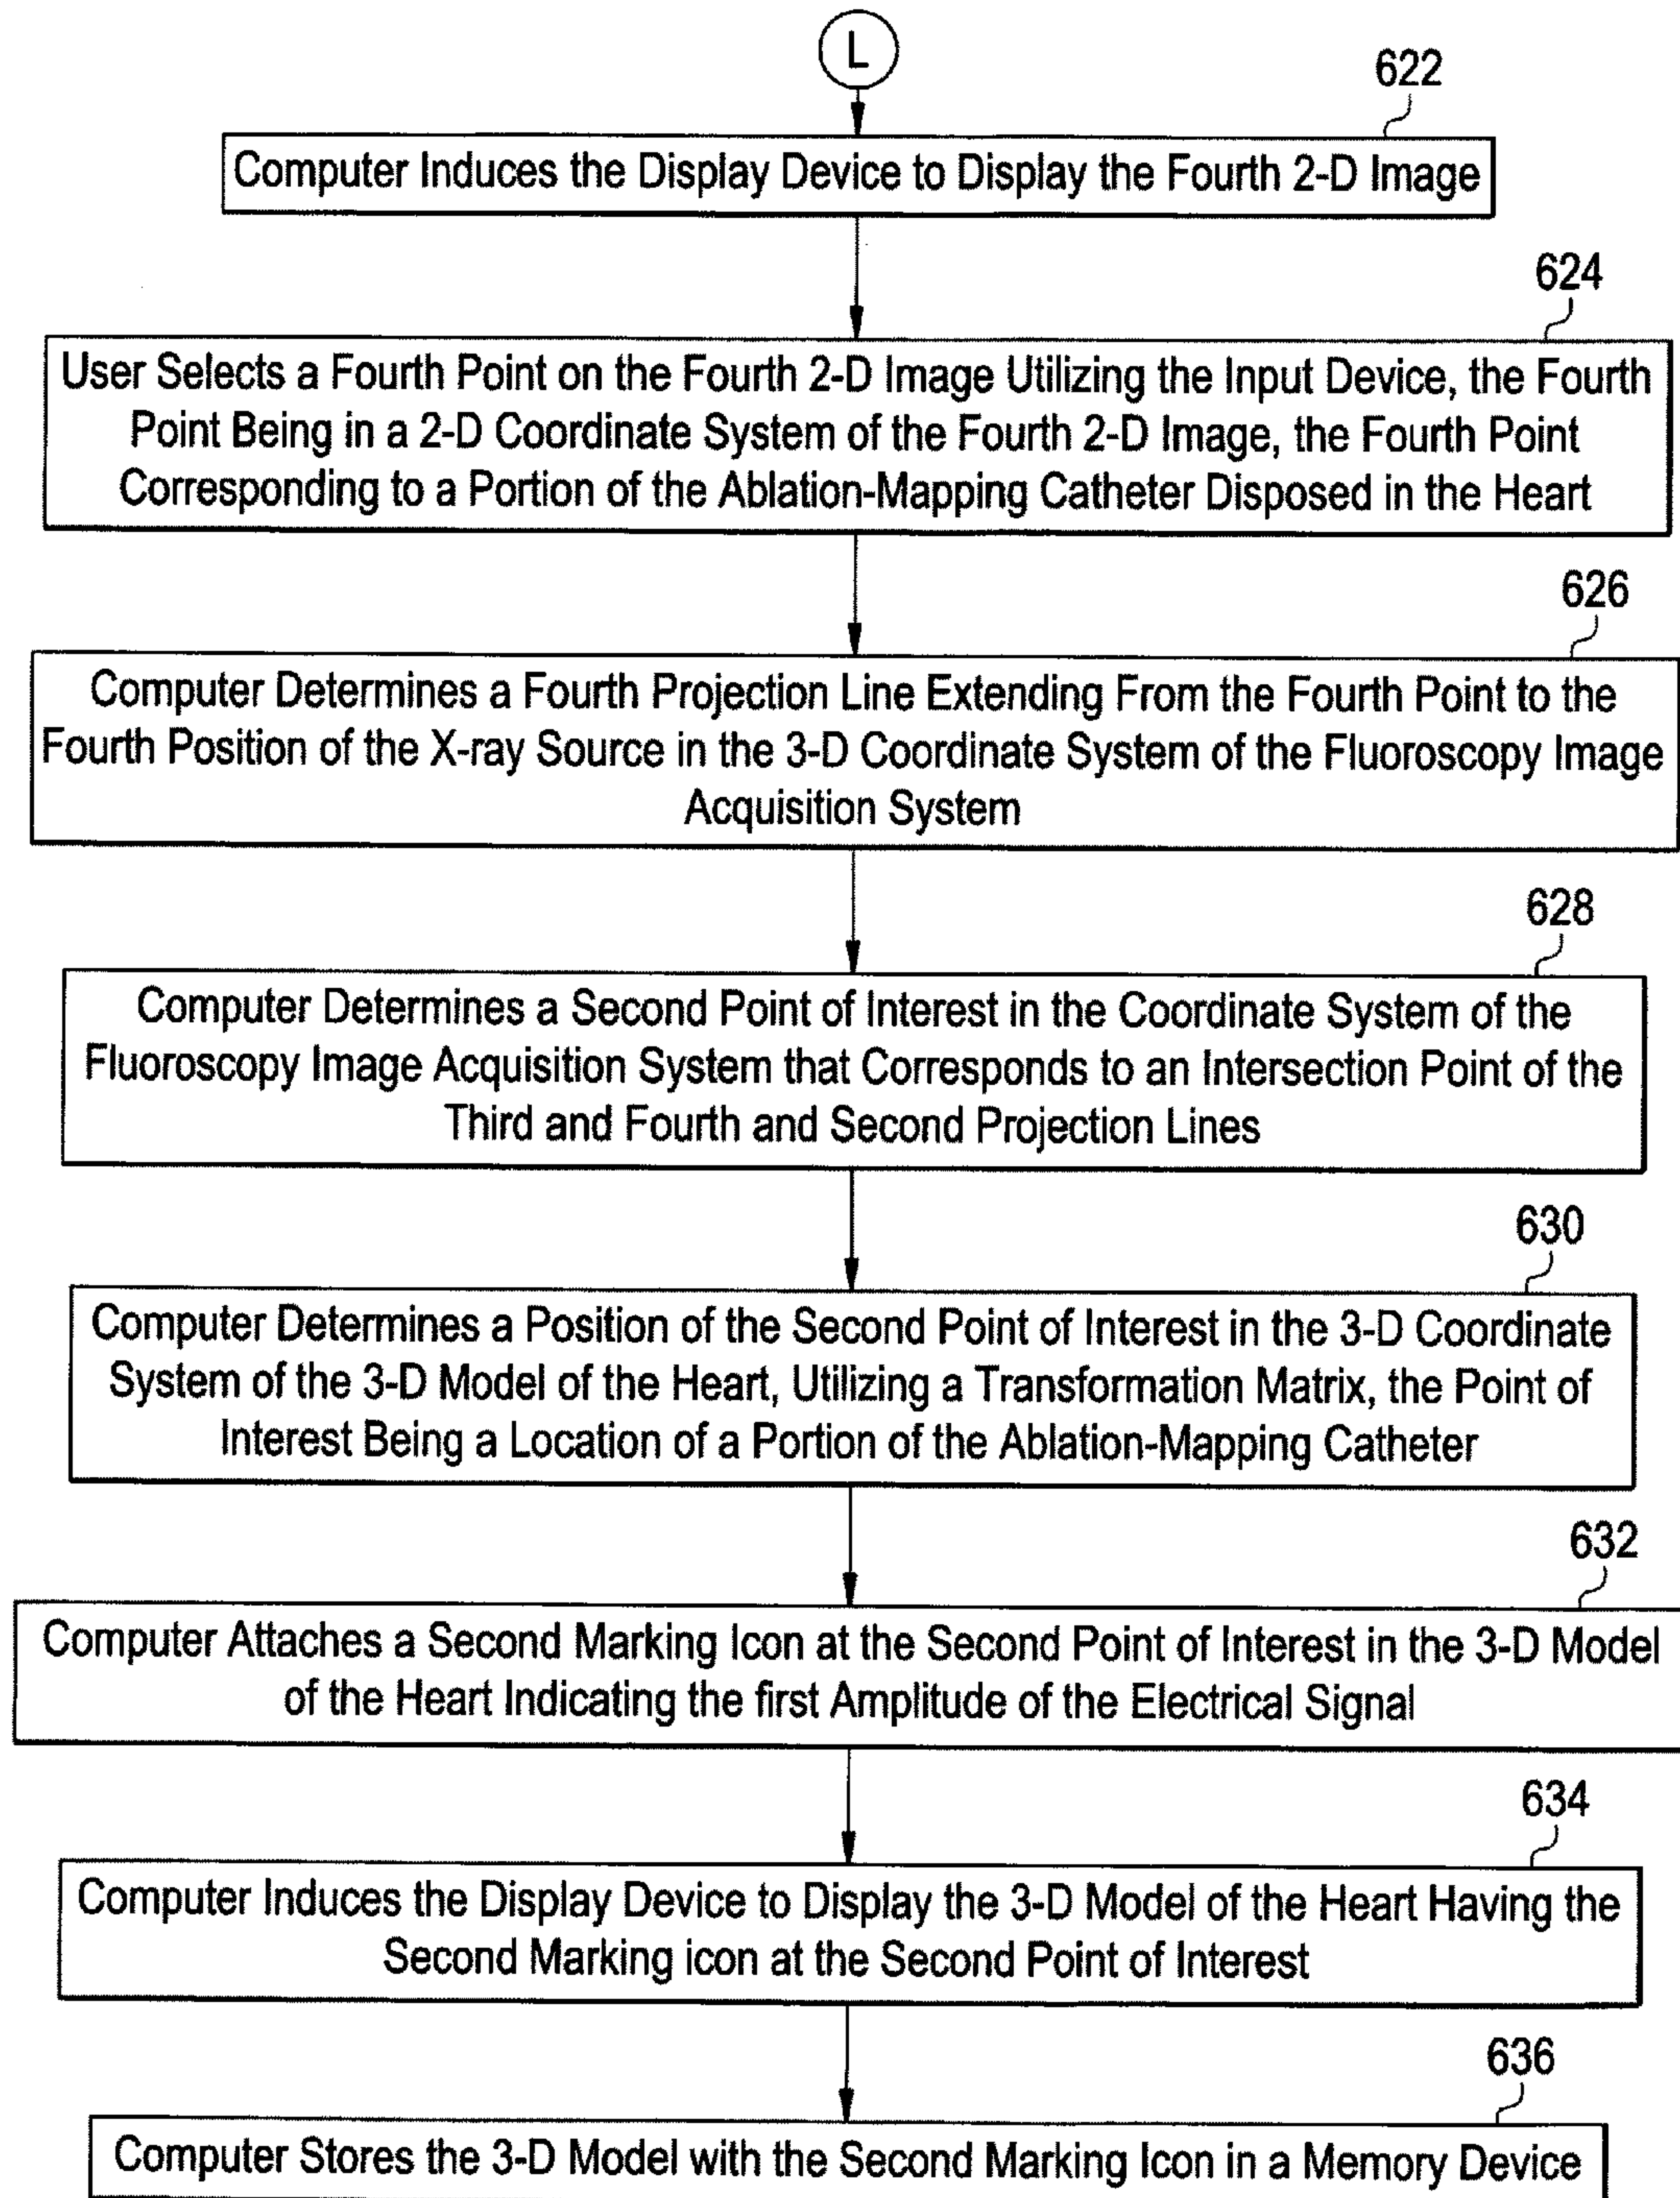 L
622
Computer Induces the Display Device to Display the Fourth 2-D Image
624
User Selects a Fourth Point on the Fourth 2-D Image Utilizing the Input Device, the Fourth
Point Being in a 2-D Coordinate System of the Fourth 2-D Image, the Fourth Point
Corresponding to a Portion of the Ablation-Mapping Catheter Disposed in the Heart
626
Computer Determines a Fourth Projection Line Extending From the Fourth Point to the
Fourth Position of the X-ray Source in the 3-D Coordinate System of the Fluoroscopy Image
Acquisition System
628
Computer Determines a Second Point of Interest in the Coordinate System of the
Fluoroscopy Image Acquisition System that Corresponds to an Intersection Point of the
Third and Fourth and Second Projection Lines
630
Computer Determines a Position of the Second Point of Interest in the 3-D Coordinate
System of the 3-D Model of the Heart, Utilizing a Transformation Matrix, the Point of
Interest Being a Location of a Portion of the Ablation-Mapping Catheter
632
Computer Attaches a Second Marking Icon at the Second Point of Interest in the 3-D Model
of the Heart Indicating the first Amplitude of the Electrical Signal
634
Computer Induces the Display Device to Display the 3-D Model of the Heart Having the
Second Marking icon at the Second Point of Interest
636
Computer Stores the 3-D Model with the Second Marking Icon in a Memory Device